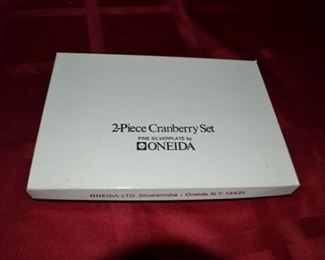 2-Piece Cranberry Set
FINE SILVERPLATE by
ONEIDA
ONEIDA LTD. Silversmiths • Oneida, N.Y. 13421